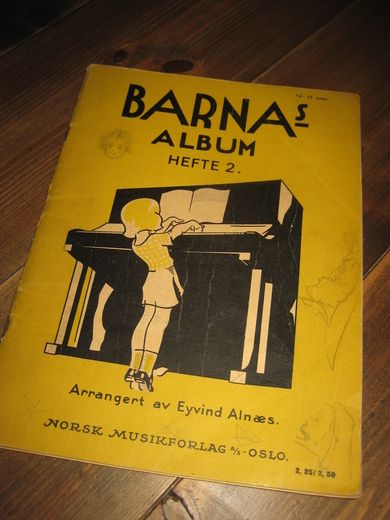 BARNAs
ALBUM
HEFTE 2.
Arrangert av Eyvind Alnæs.
NORSK MUSIKFORLAG A/S - OSLO.
2, 25/ 2, 50